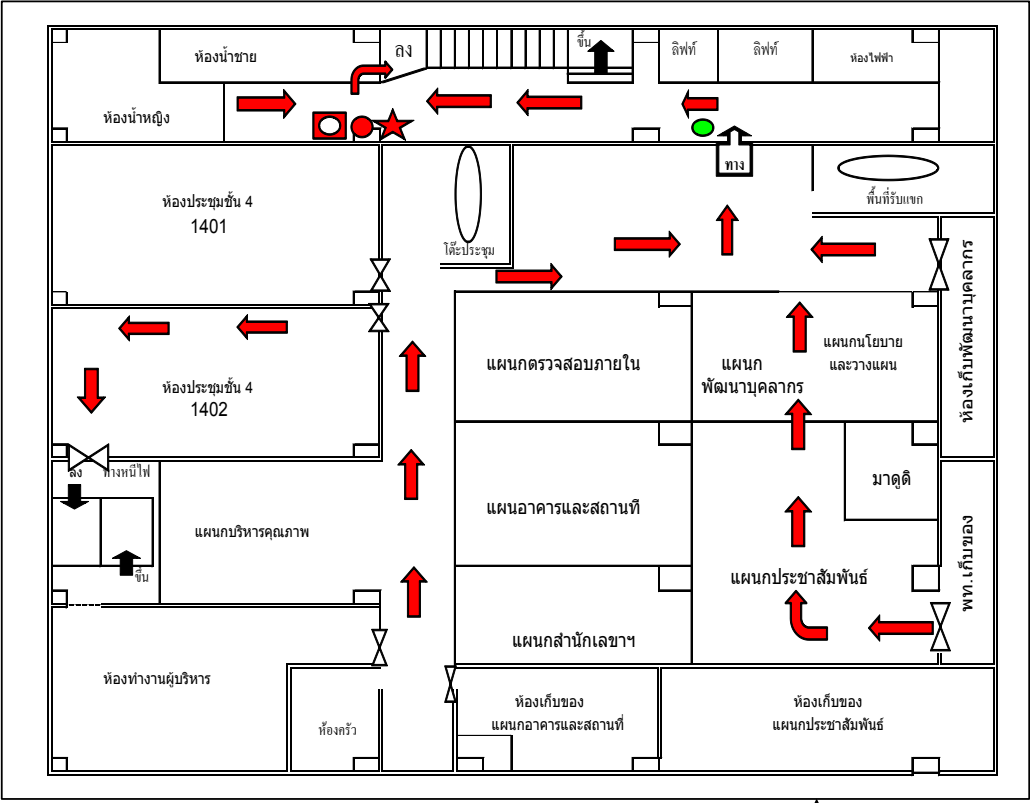 ห้องน้ำชาย
ลง
ขึ้น
ลิฟท์
ลิฟท์
ห้องไฟฟ้า
ห้องน้ำหญิง
ทาง
พื้นที่รับแขก
ห้องประชุมชั้น 4
1401
โต๊ะประชุม
ห้องเก็บพัฒนาบุคลากร
แผนกตรวจสอบภายใน
แผนก
พัฒนาบุคลากร
แผนกนโยบาย
และวางแผน
ห้องประชุมชั้น 4
1402
ลง
ทางหนีไฟ
มาดูดิ
แผนกบริหารคุณภาพ
แผนอาคารและสถานที่
ขึ้น
แผนกประชาสัมพันธ์
พท.เก็บของ
แผนกสำนักเลขาฯ
ห้องทำงานผู้บริหาร
ห้องครัว
ห้องเก็บของ
แผนกอาคารและสถานที่
ห้องเก็บของ
แผนกประชาสัมพันธ์